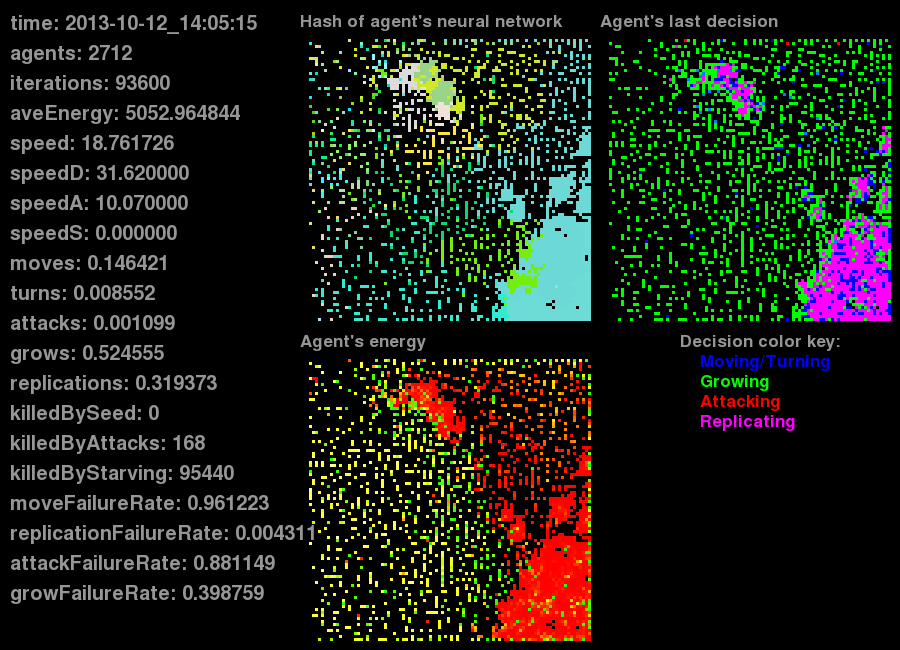 time: 2013-10-12_14:05:15
agents: 2712
iterations: 93600
aveEnergy: 5052.964844
speed: 18.761726
speedD: 31.620000
speedA: 10.070000
speedS: 0.000000
moves: 0.146421
turns: 0.008552
attacks: 0.001099
grows: 0.524555
replications: 0.319373
killedBySeed: 0
killedByAttacks: 168
killedByStarving: 95440
moveFailureRate: 0.961223
replicationFailureRate: 0.004311
attackFailureRate: 0.881149
growFailureRate: 0.398759
Hash of agent's neural network
Agent's last decision
Agent's energy
Decision color key:
Moving/Turning
Growing
Attacking
Replicating